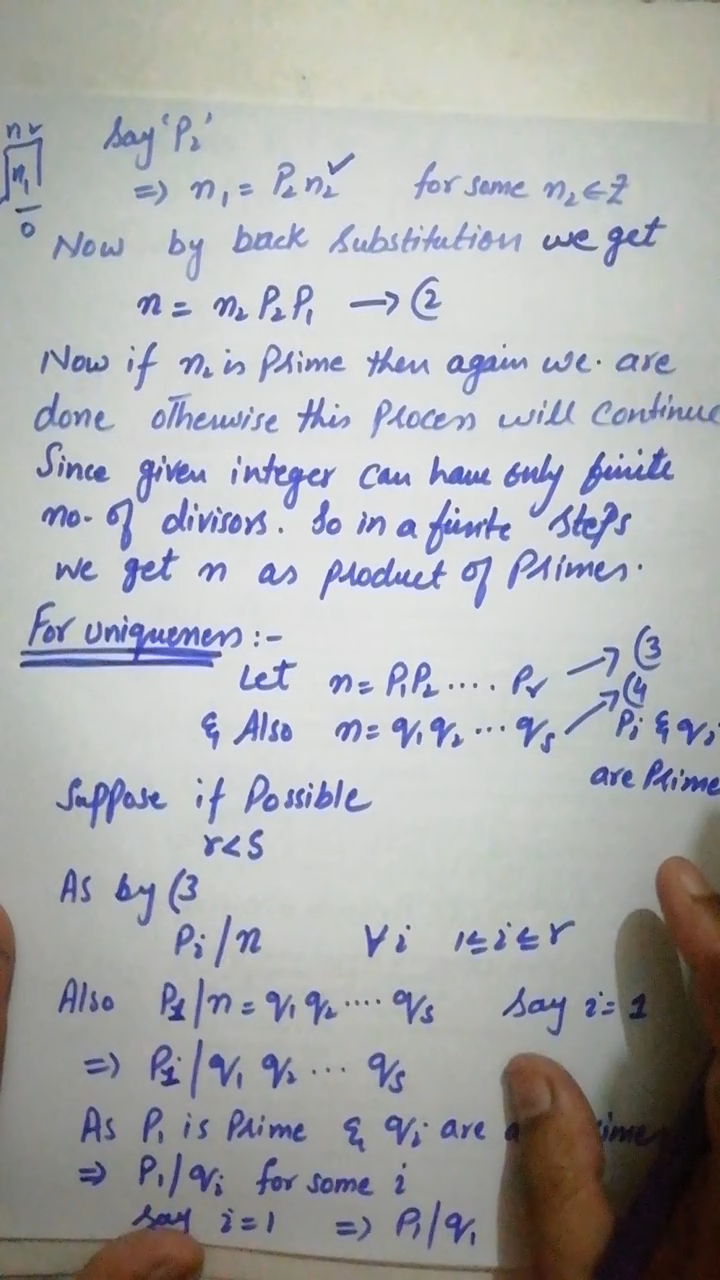 n₂
n₁
0
Say 'P₂'
=> n₁ = P₂ n₂ ✓ for some n₂ ∈ Z
Now by back substitution we get
n = n₂ P₂ P₁ → (2
Now if n₂ is Prime then again we. are
done otherwise this Process will continue
Since given integer can have only finite
no. of divisors. So in a finite steps
we get n as product of Primes.
For uniqueness :-
Let n = P₁P₂ .... Pr → (3
& Also n = q₁ q₂ ... qs → (4
Pi & qi
are Prime
Suppose if Possible
r < S
As by (3
Pi / n ∀ i 1 ≤ i ≤ r
Also P₁ / n = q₁ q₂ .... qs Say i = 1
=> P₁ / q₁ q₂ ... qs
As P₁ is Prime & qi are
=> P₁ / qi for some i
Say i = 1 => P₁ / q₁